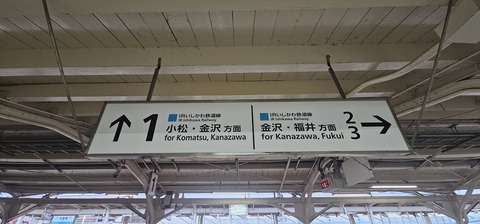 ↑ 1
IRいしかわ鉄道線
IR Ishikawa Railway
小松・金沢 方面
for Komatsu, Kanazawa
IRいしかわ鉄道線
IR Ishikawa Railway
金沢・福井 方面
for Kanazawa, Fukui
2
3 →